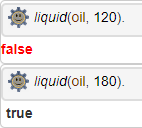 liquid(oil, 120).
false
liquid(oil, 180).
true